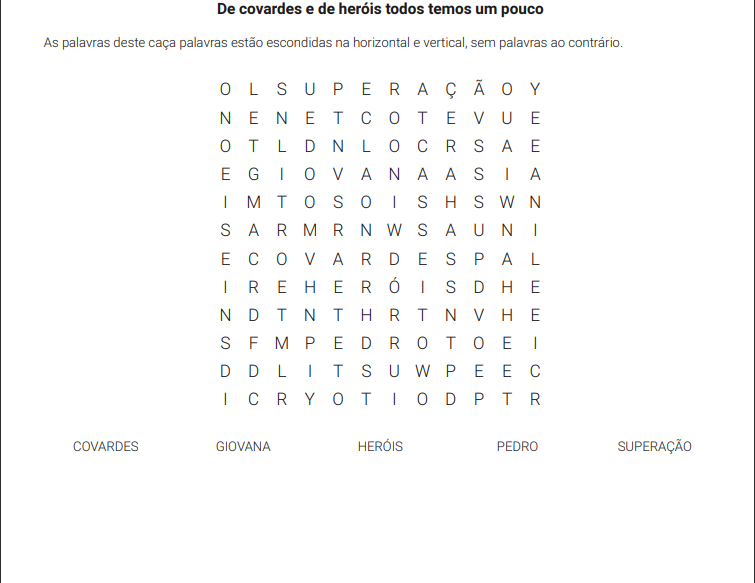 De covardes e de heróis todos temos um pouco
As palavras deste caça palavras estão escondidas na horizontal e vertical, sem palavras ao contrário.
O L S U P E R A Ç Ã O Y
N E N E T C O T E V U E
O T L D N L O C R S A E
E G I O V A N A A S I A
I M T O S O I S H S W N
S A R M R N W S A U N I
E C O V A R D E S P A L
I R E H E R Ó I S D H E
N D T N T H R T N V H E
S F M P E D R O T O E I
D D L I T S U W P E E C
I C R Y O T I O D P T R
COVARDES GIOVANA HERÓIS PEDRO SUPERAÇÃO